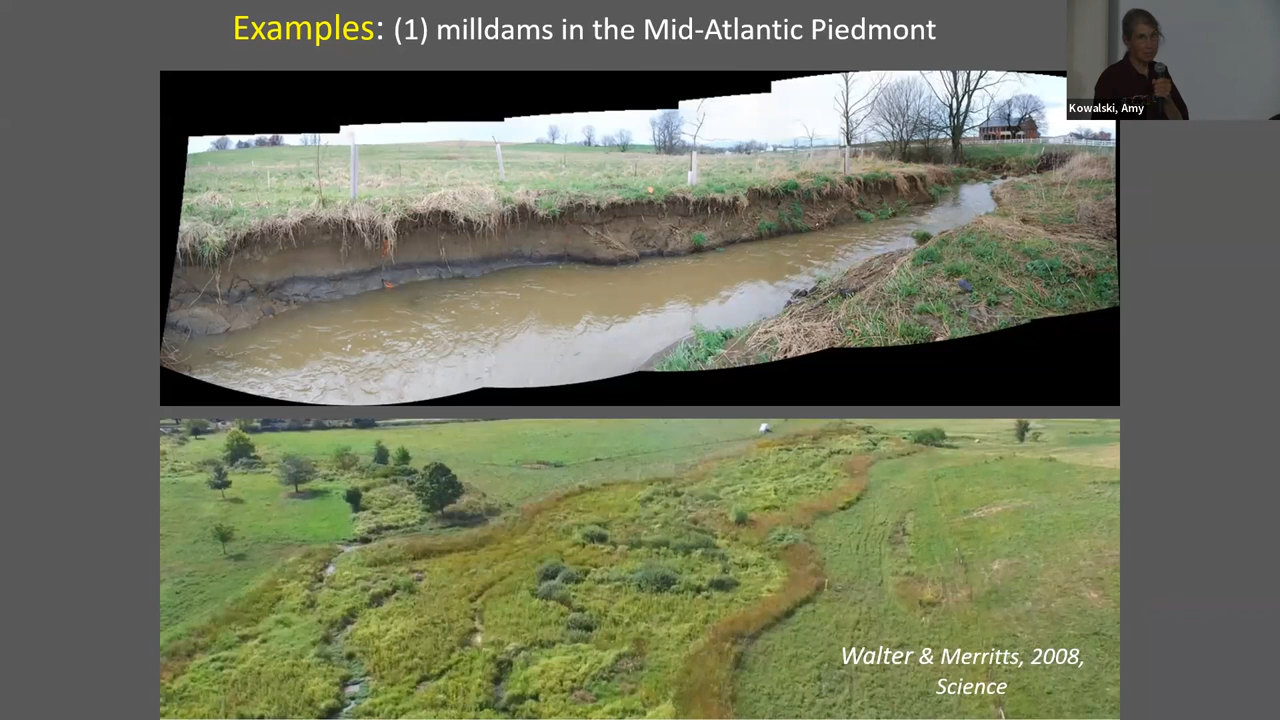 Examples: (1) milldams in the Mid-Atlantic Piedmont
Kowalski, Amy
Walter & Merritts, 2008,
Science